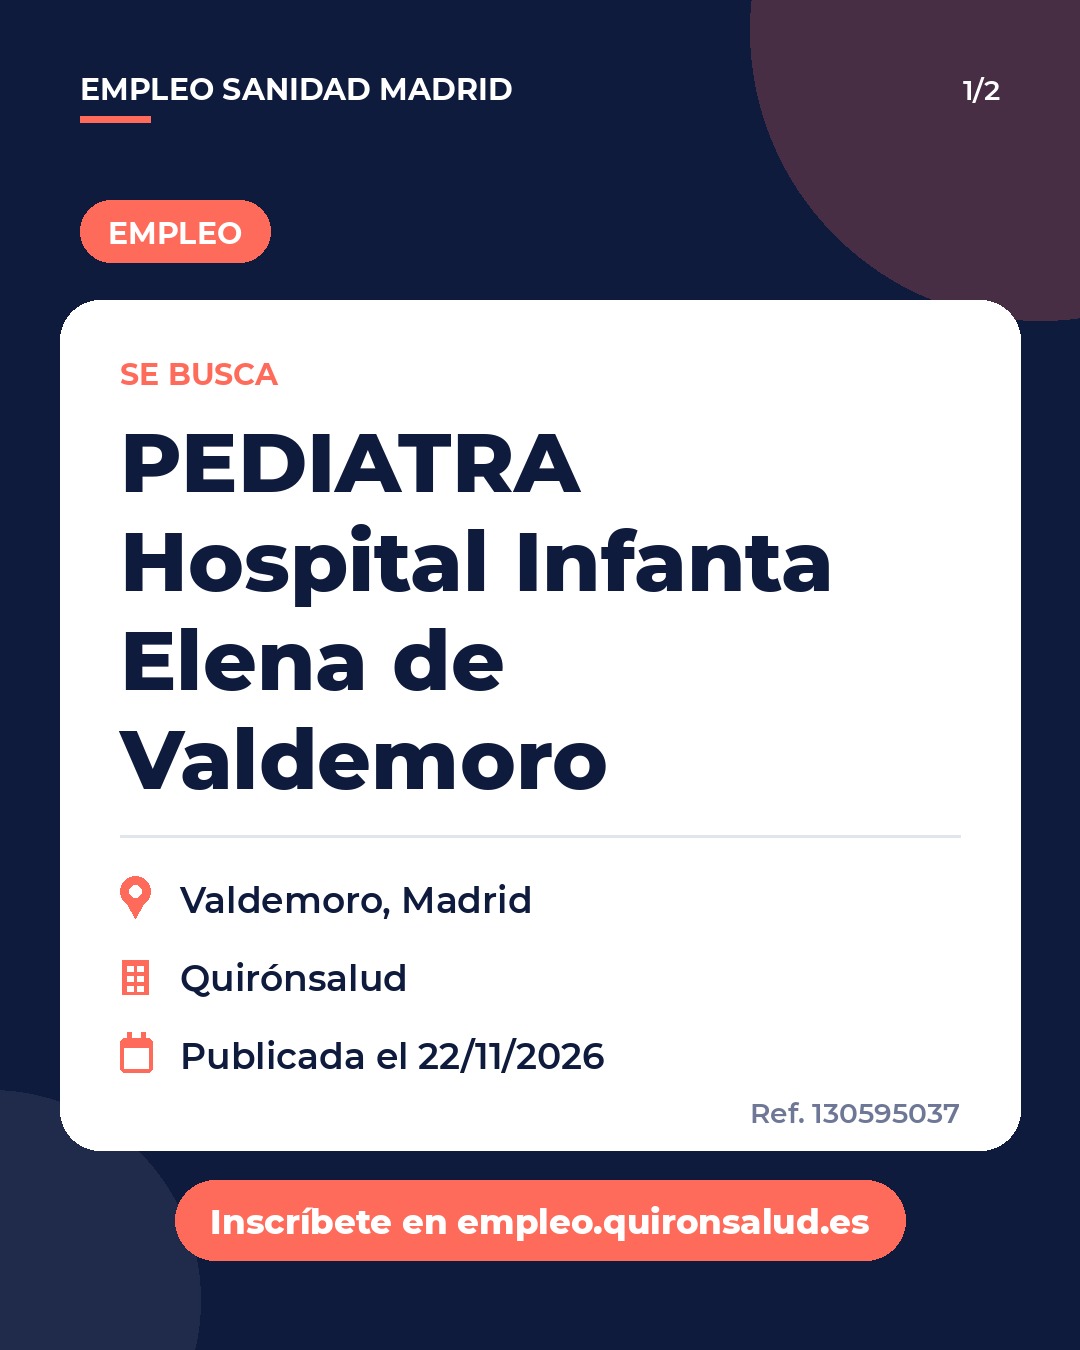 EMPLEO SANIDAD MADRID
1/2
EMPLEO
SE BUSCA
PEDIATRA
Hospital Infanta
Elena de
Valdemoro
Valdemoro, Madrid
Quirónsalud
Publicada el 22/11/2026
Ref. 130595037
Inscríbete en empleo.quironsalud.es